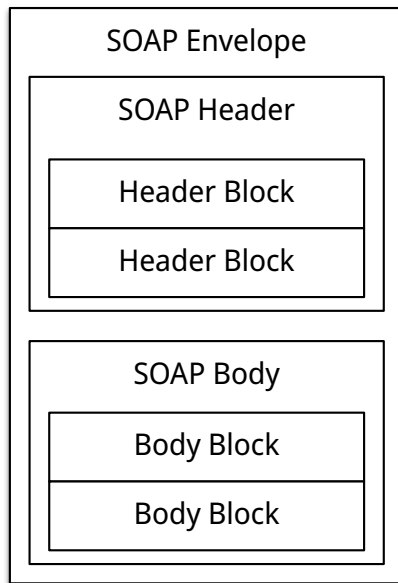 SOAP Envelope
SOAP Header
Header Block
Header Block
SOAP Body
Body Block
Body Block